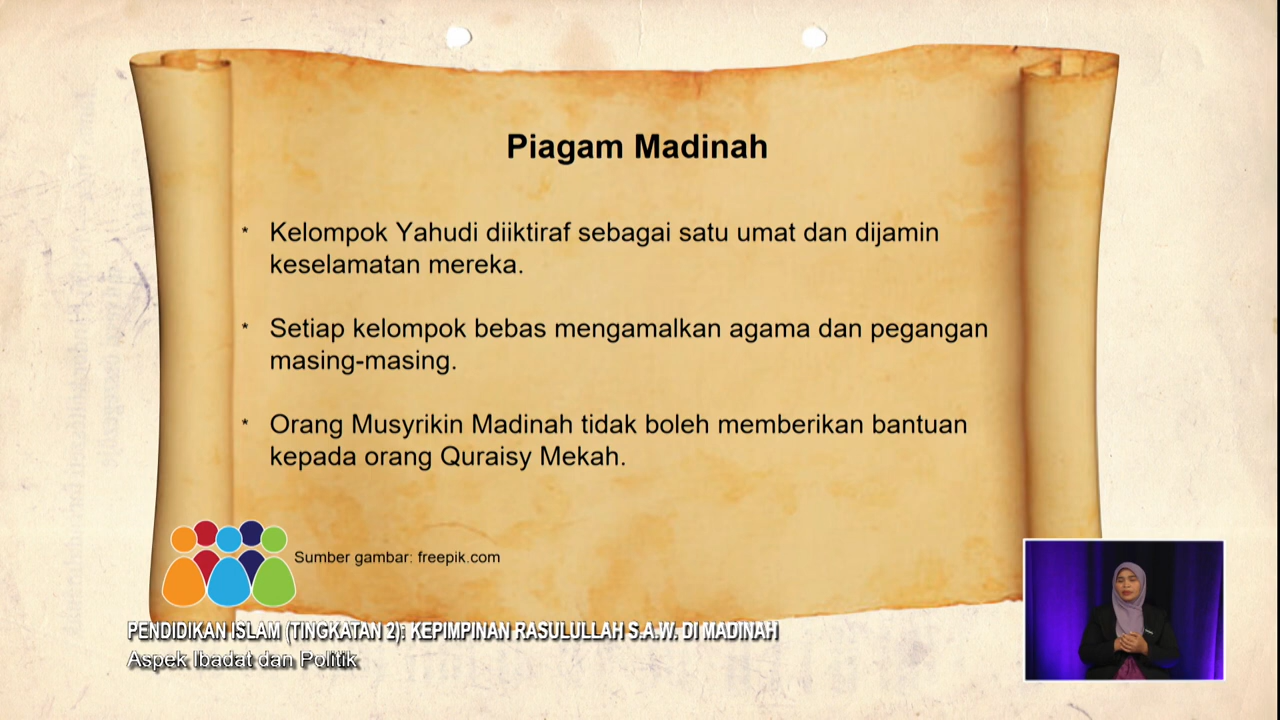 Piagam Madinah
* Kelompok Yahudi diiktiraf sebagai satu umat dan dijamin
keselamatan mereka.
* Setiap kelompok bebas mengamalkan agama dan pegangan
masing-masing.
* Orang Musyrikin Madinah tidak boleh memberikan bantuan
kepada orang Quraisy Mekah.
Sumber gambar: freepik.com
PENDIDIKAN ISLAM (TINGKATAN 2): KEPIMPINAN RASULULLAH S.A.W. DI MADINAH
Aspek Ibadat dan Politik